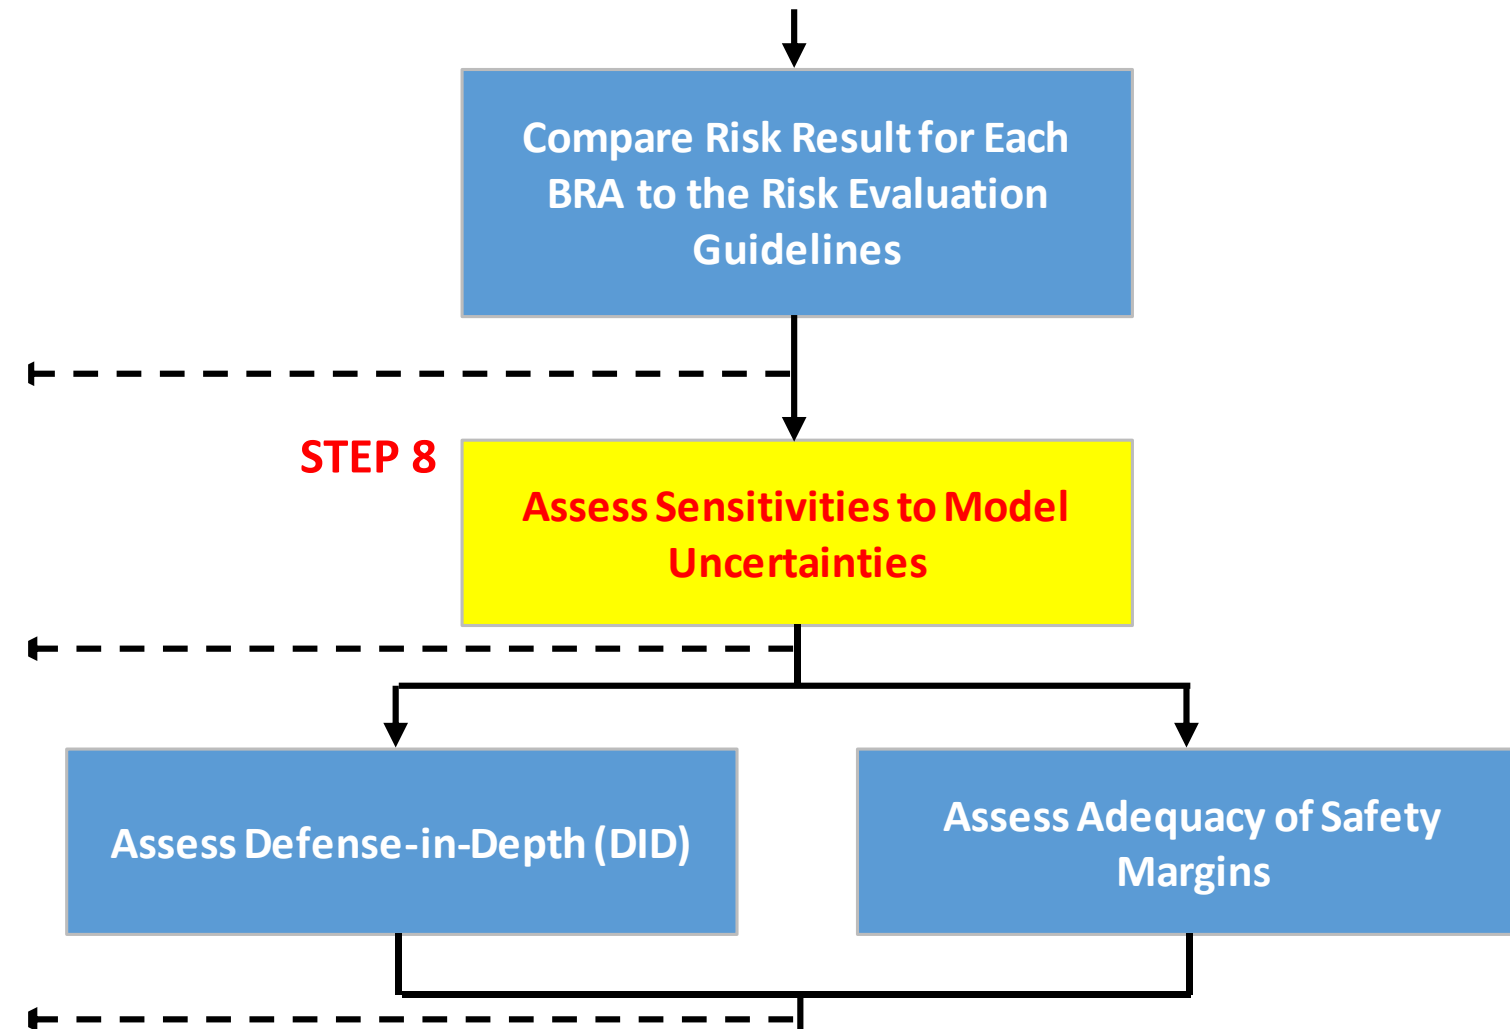 Compare Risk Result for Each
BRA to the Risk Evaluation
Guidelines
STEP 8
Assess Sensitivities to Model
Uncertainties
Assess Defense-in-Depth (DID)
Assess Adequacy of Safety
Margins